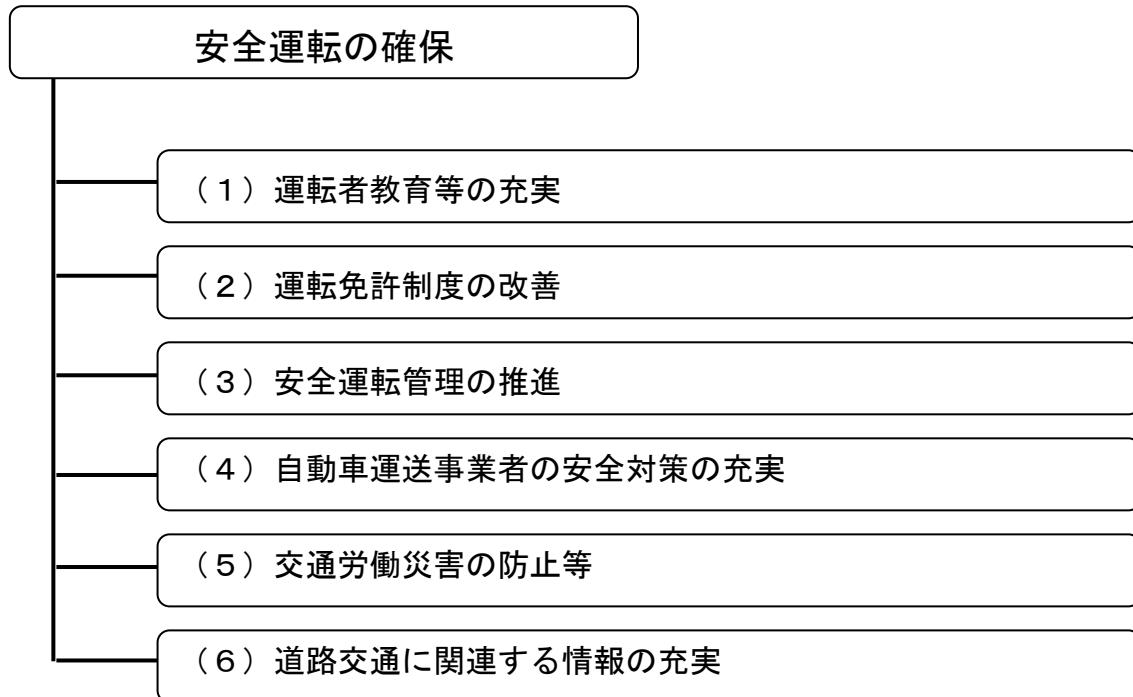 安全運転の確保
（１）運転者教育等の充実
（２）運転免許制度の改善
（３）安全運転管理の推進
（４）自動車運送事業者の安全対策の充実
（５）交通労働災害の防止等
（６）道路交通に関連する情報の充実